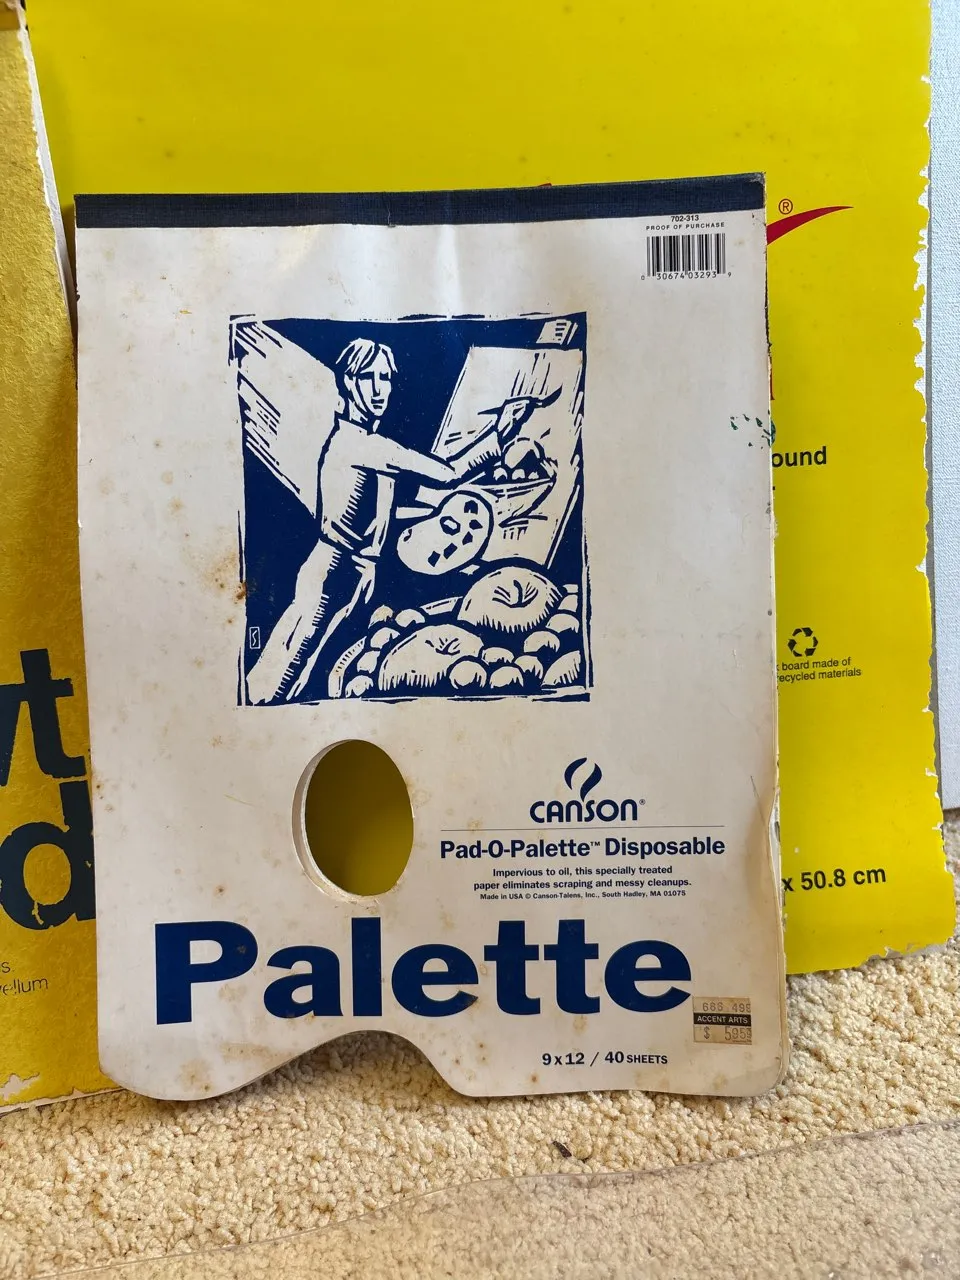 702-313
PROOF OF PURCHASE
0 30674 03293 9
®
ound
S
board made of
recycled materials
CANSON®
Pad-O-Palette™ Disposable
Impervious to oil, this specially treated
paper eliminates scraping and messy cleanups.
Made in USA © Canson-Talens, Inc., South Hadley, MA 01075
x 50.8 cm
Palette
ACCENT ARTS
9 x 12 / 40 SHEETS